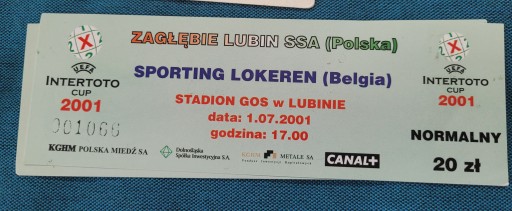 UEFA
INTERTOTO
CUP
2001
001066
KGHM POLSKA MIEDŹ SA
ZAGŁĘBIE LUBIN SSA (Polska)
SPORTING LOKEREN (Belgia)
STADION GOS w LUBINIE
data: 1.07.2001
godzina: 17.00
Dolnośląska
Spółka Inwestycyjna S.A.
KGHM METALE SA
CANAL+
UEFA
INTERTOTO
CUP
2001
NORMALNY
20 zł